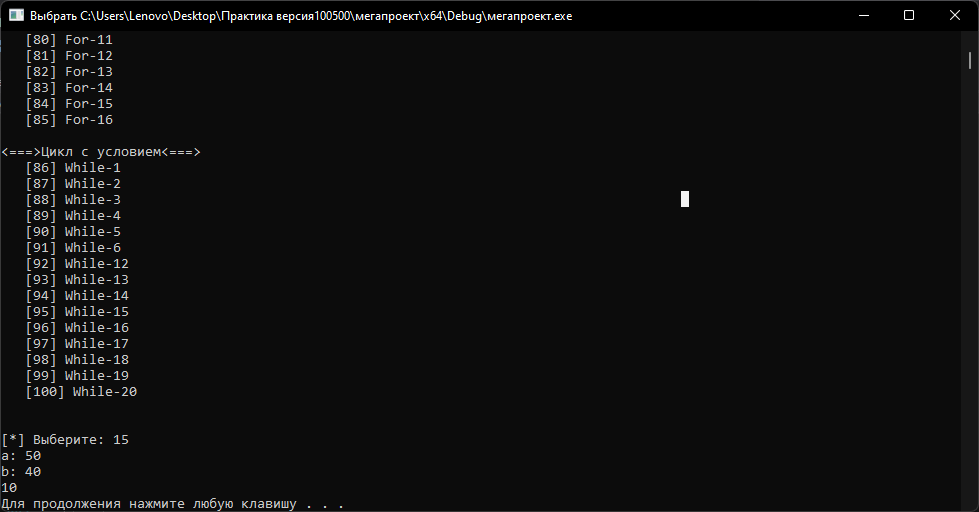 Выбрать C:\Users\Lenovo\Desktop\Практика версия100500\мегапроект\x64\Debug\мегапроект.exe
[80] For-11
[81] For-12
[82] For-13
[83] For-14
[84] For-15
[85] For-16
<===>Цикл с условием<===>
[86] While-1
[87] While-2
[88] While-3
[89] While-4
[90] While-5
[91] While-6
[92] While-12
[93] While-13
[94] While-14
[95] While-15
[96] While-16
[97] While-17
[98] While-18
[99] While-19
[100] While-20
[*] Выберите: 15
a: 50
b: 40
10
Для продолжения нажмите любую клавишу . . .